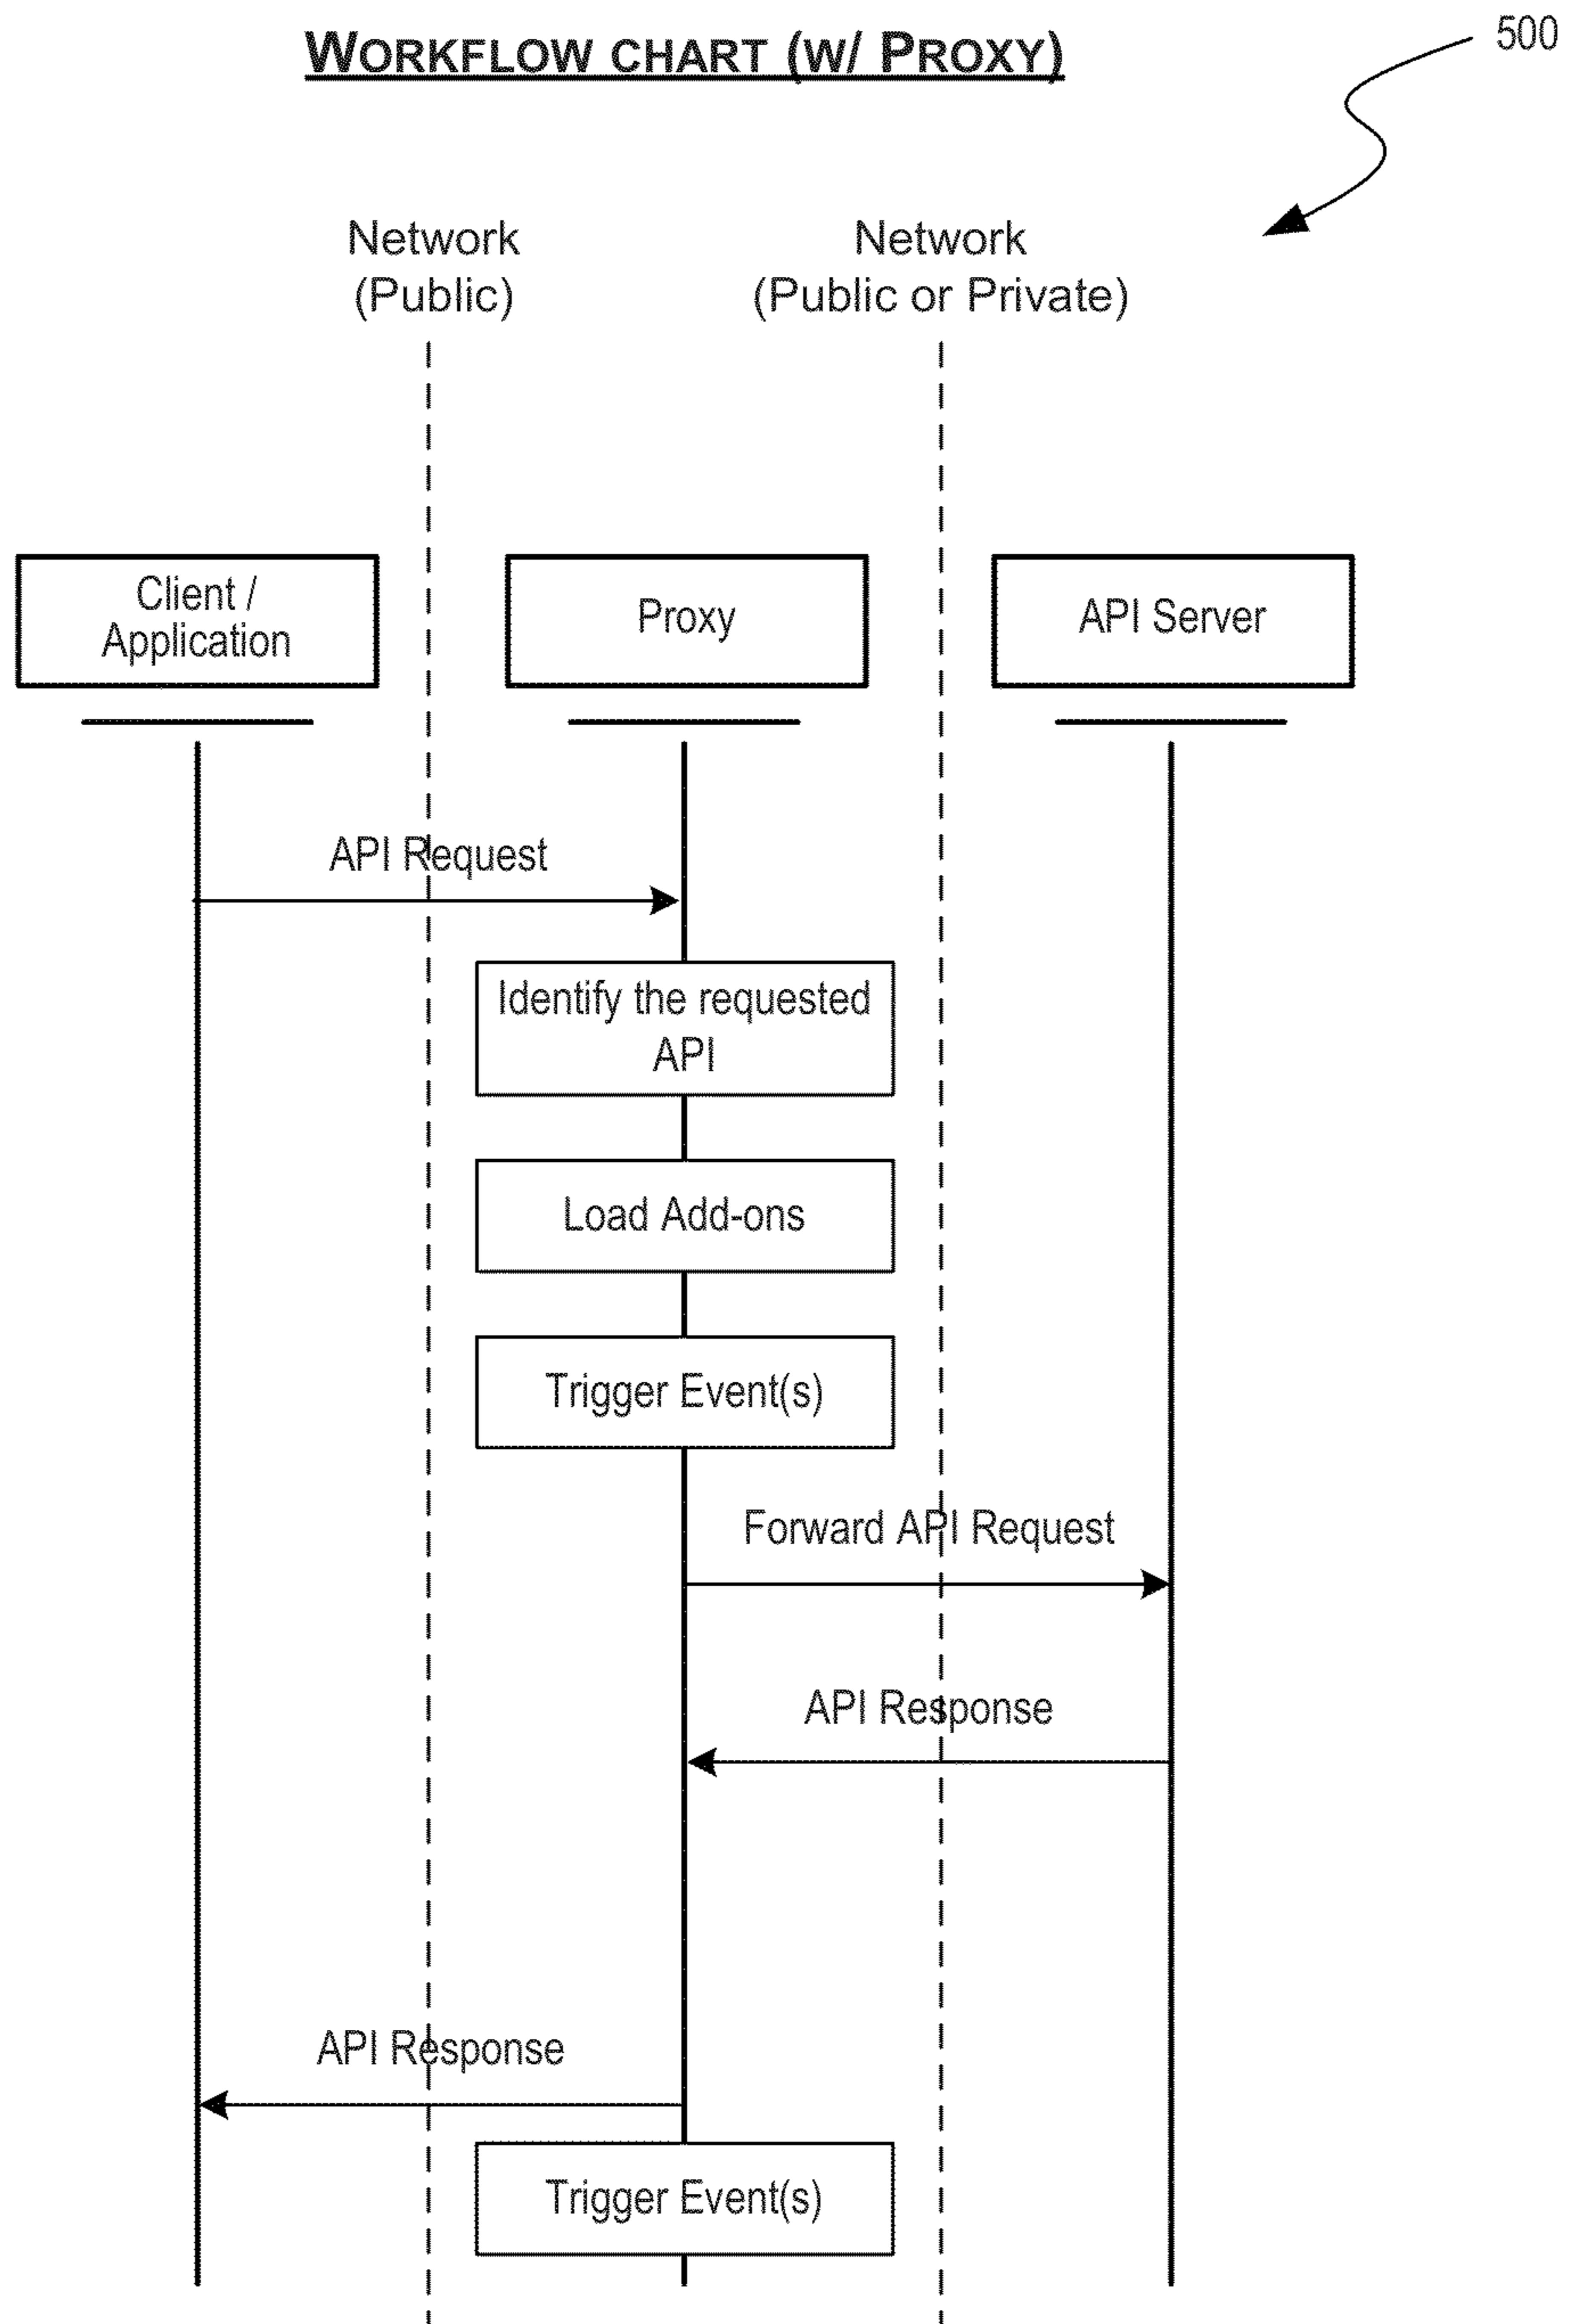 WORKFLOW CHART (W/ PROXY)
500
Network
(Public)
Network
(Public or Private)
Client /
Application
Proxy
API Server
API Request
Identify the requested
API
Load Add-ons
Trigger Event(s)
Forward API Request
API Response
API Response
Trigger Event(s)